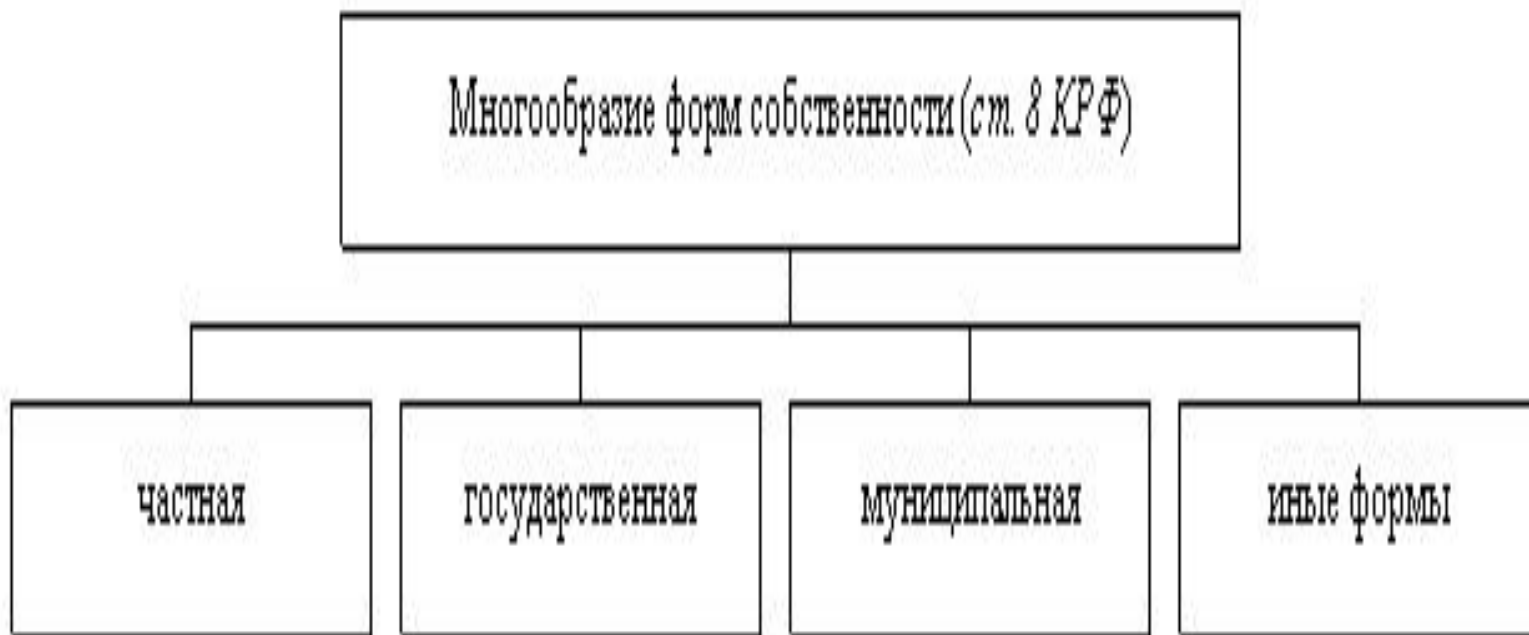 Многообразие форм собственности (ст. 8 КРФ)
частная
государственная
муниципальная
иные формы